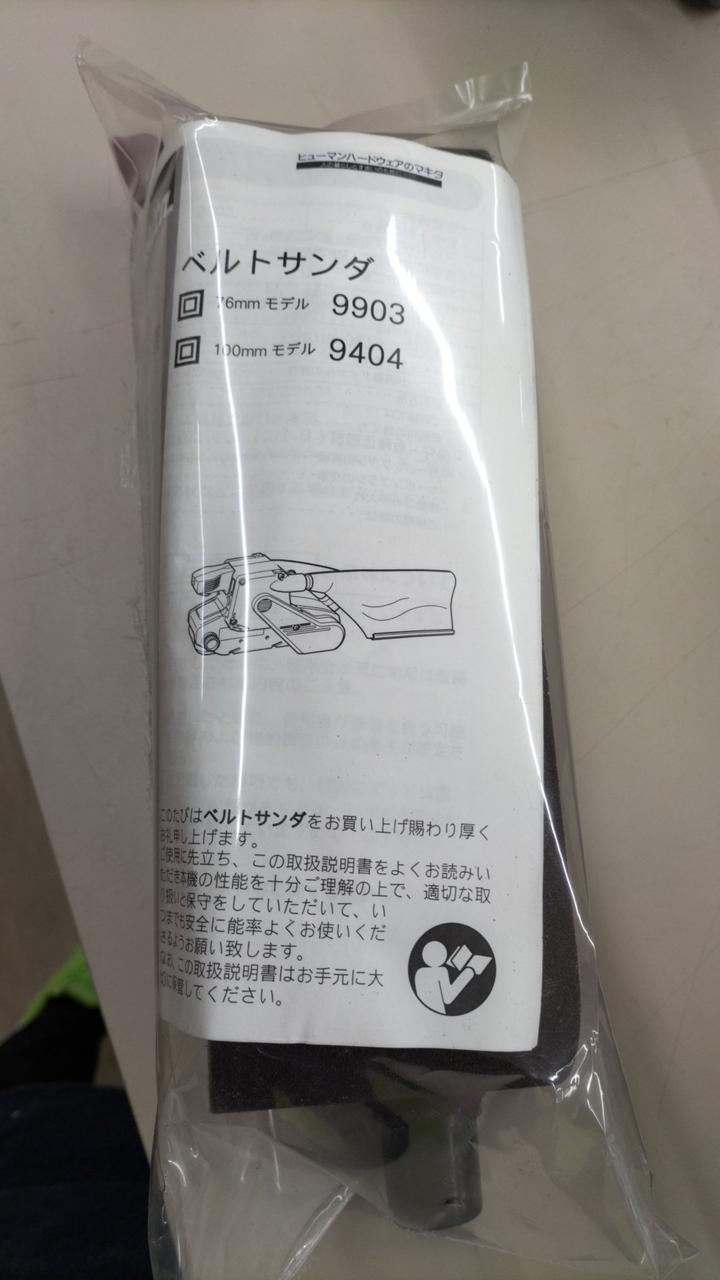 ヒューマンハードウェアのマキタ
ベルトサンダ
76mm モデル 9903
100mm モデル 9404
このたびはベルトサンダをお買い上げ賜わり厚く
お礼申し上げます。
ご使用に先立ち、この取扱説明書をよくお読みい
ただき本機の性能を十分ご理解の上で、適切な取
り扱いと保守をしていただいて、い
つまでも安全に能率よくお使いくだ
さるようお願い致します。
なお、この取扱説明書はお手元に大
切に保管してください。